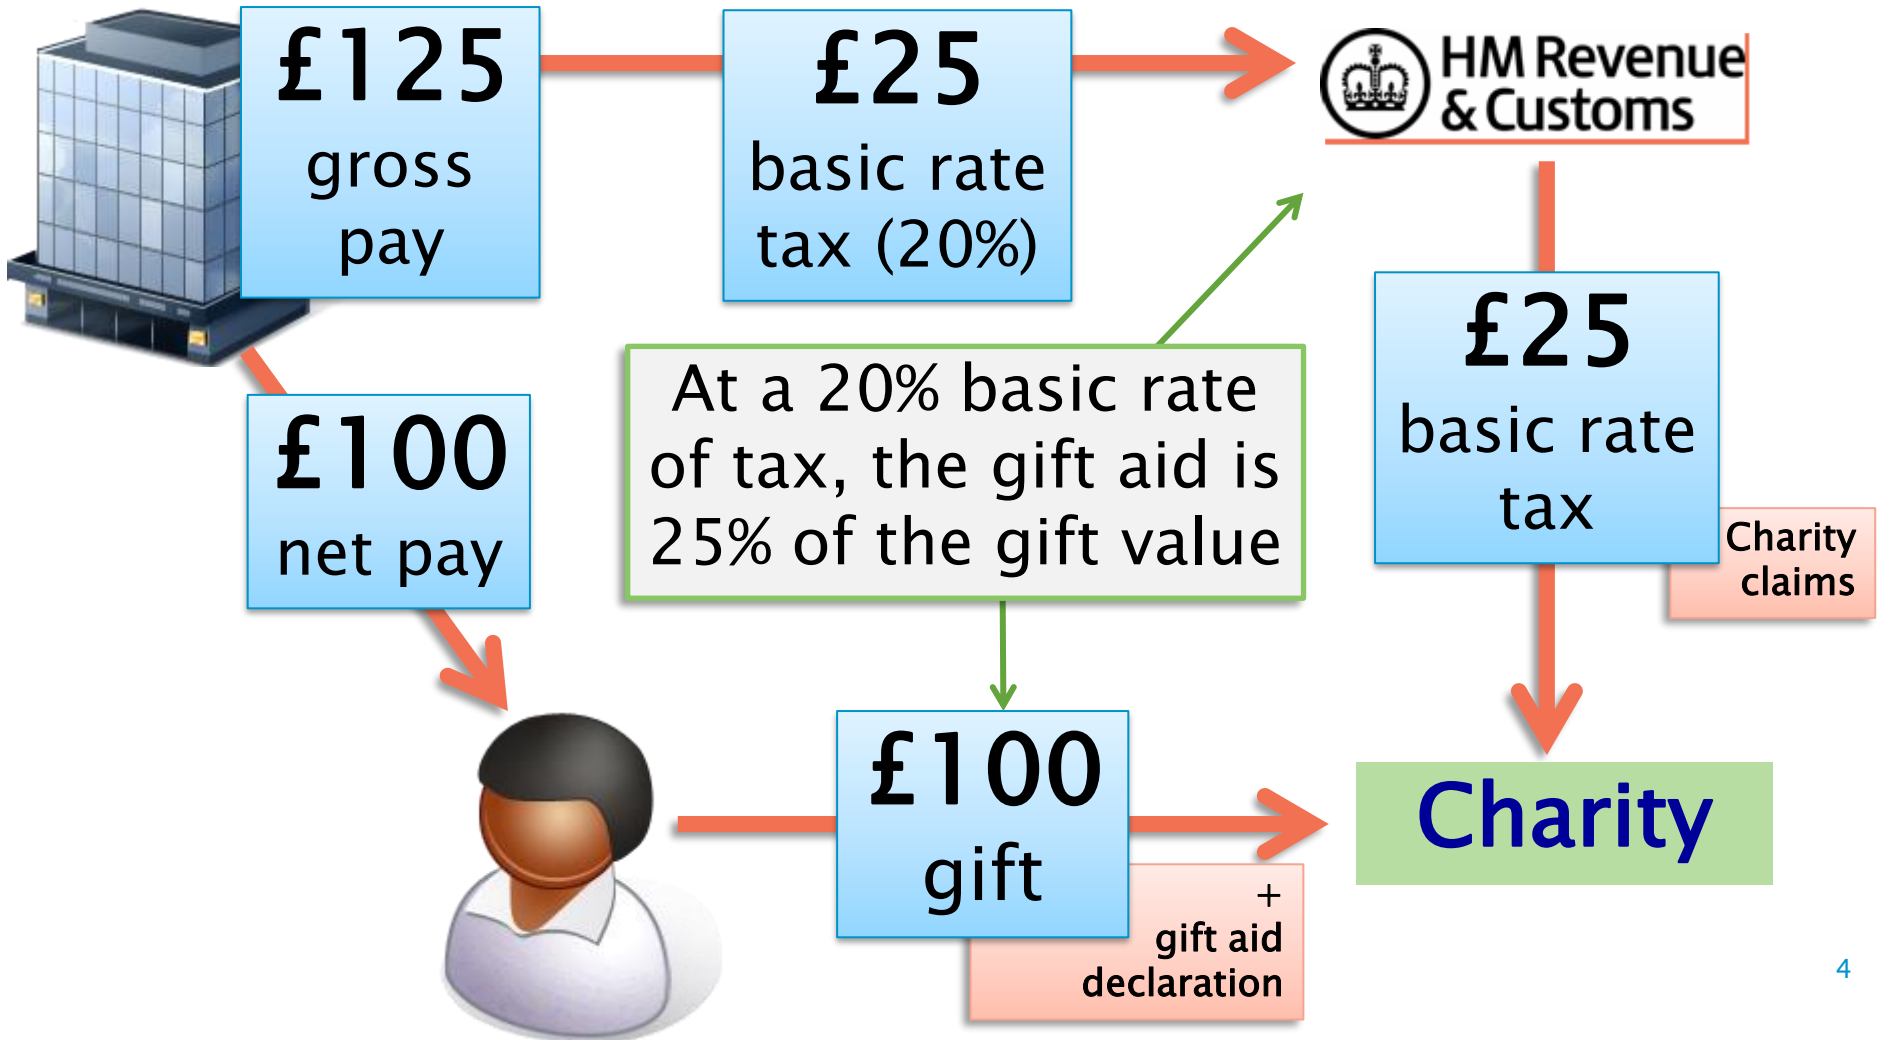 £125
gross
pay
£25
basic rate
tax (20%)
HM Revenue
& Customs
£100
net pay
At a 20% basic rate
of tax, the gift aid is
25% of the gift value
£25
basic rate
tax
Charity
claims
£100
gift
+
gift aid
declaration
Charity
4